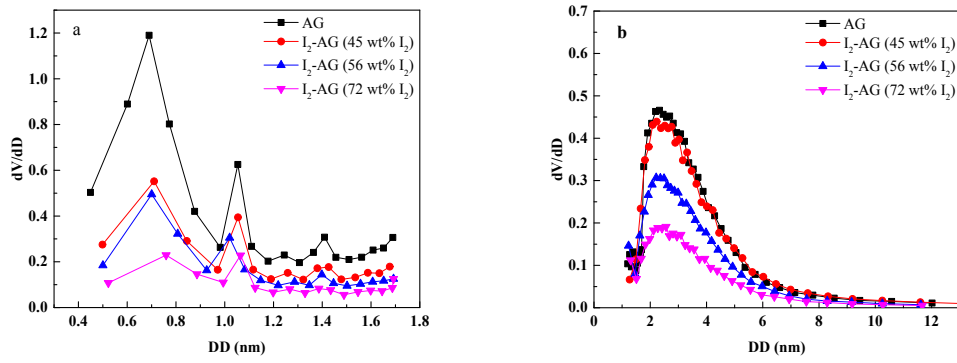 a
AG
I₂-AG (45 wt% I₂)
I₂-AG (56 wt% I₂)
I₂-AG (72 wt% I₂)
1.2
1.0
0.8
0.6
0.4
0.2
0.0
dV/dD
0.4 0.6 0.8 1.0 1.2 1.4 1.6 1.8
DD (nm)
b
AG
I₂-AG (45 wt% I₂)
I₂-AG (56 wt% I₂)
I₂-AG (72 wt% I₂)
0.7
0.6
0.5
0.4
0.3
0.2
0.1
0.0
dV/dD
0 2 4 6 8 10 12
DD (nm)